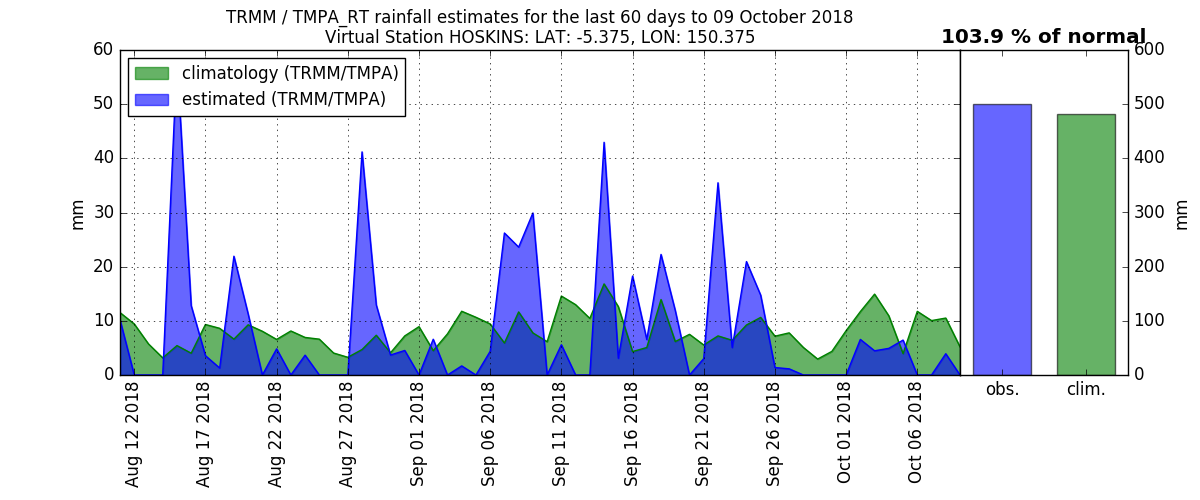 TRMM / TMPA_RT rainfall estimates for the last 60 days to 09 October 2018
Virtual Station HOSKINS: LAT: -5.375, LON: 150.375
103.9 % of normal
climatology (TRMM/TMPA)
estimated (TRMM/TMPA)
60
50
40
30
20
10
0
mm
Aug 12 2018
Aug 17 2018
Aug 22 2018
Aug 27 2018
Sep 01 2018
Sep 06 2018
Sep 11 2018
Sep 16 2018
Sep 21 2018
Sep 26 2018
Oct 01 2018
Oct 06 2018
obs.
clim.
600
500
400
300
200
100
0
mm